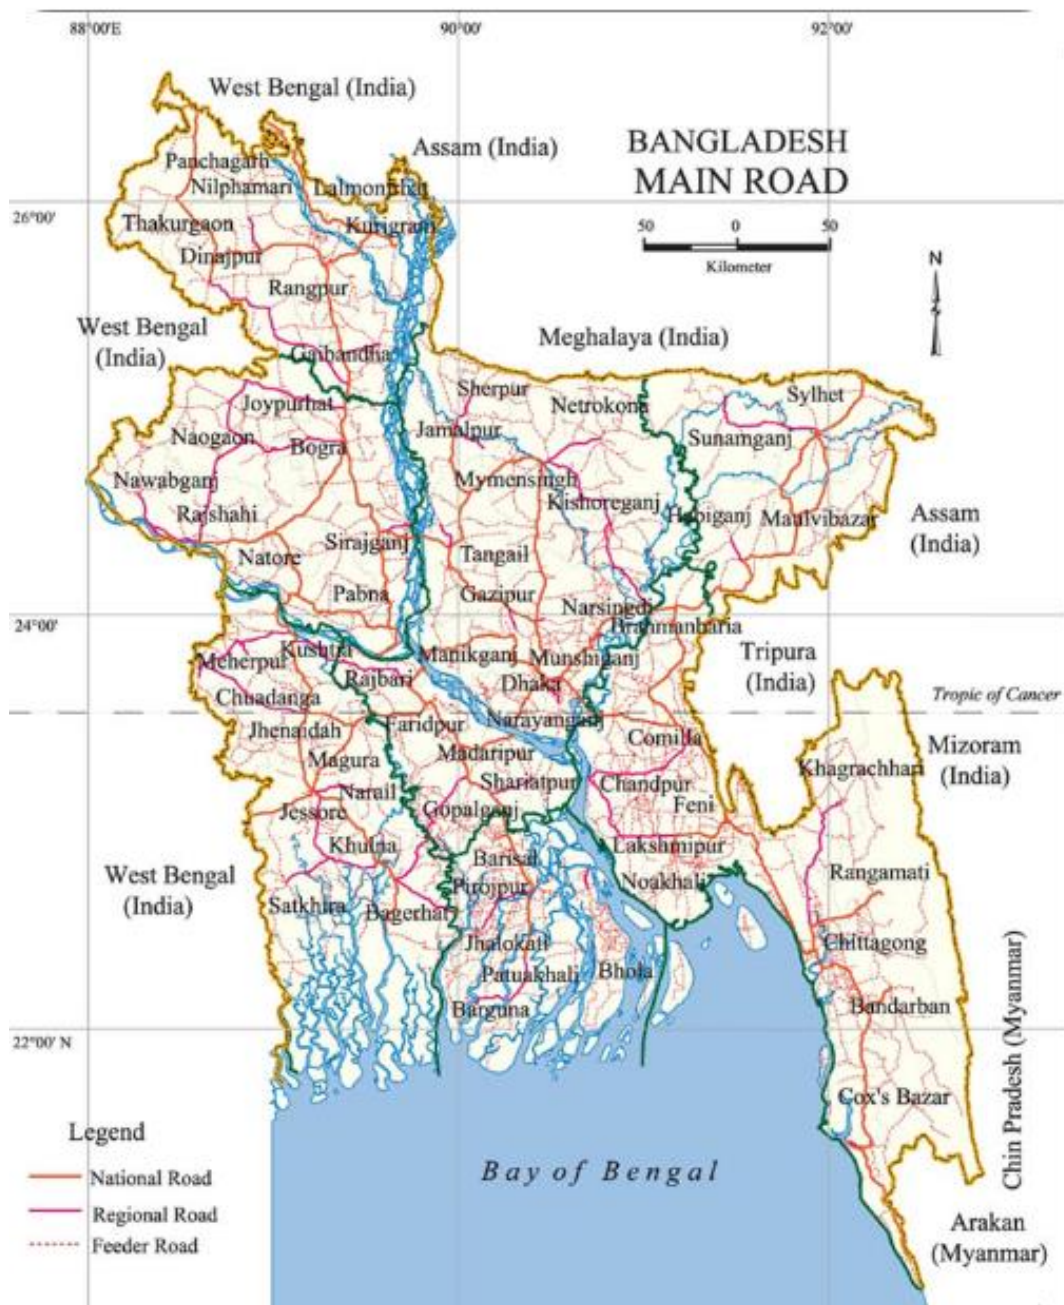 88°00'E
90°00'
92°00'
West Bengal (India)
Assam (India)
BANGLADESH
MAIN ROAD
50
0
50
Kilometer
N
26°00'
Panchagarh
Nilphamari
Lalmonirhat
Thakurgaon
Kurigram
Dinajpur
Rangpur
West Bengal
(India)
Meghalaya (India)
Gaibandha
Sherpur
Sylhet
Joypurhat
Netrokona
Naogaon
Bogra
Jamalpur
Sunamganj
Nawabganj
Mymensingh
Kishoreganj
Rajshahi
Habiganj
Maulvibazar
Assam
(India)
Natore
Sirajganj
Tangail
Pabna
Gazipur
Narsingdi
24°00'
Brahmanbaria
Kushtia
Meherpur
Manikganj
Munshiganj
Tripura
(India)
Rajbari
Dhaka
Chuadanga
Tropic of Cancer
Jhenaidah
Faridpur
Narayanganj
Comilla
Magura
Madaripur
Mizoram
(India)
Khagrachhari
Shariatpur
Chandpur
Narail
Feni
Jessore
Gopalganj
Khulna
Lakshmipur
Barisal
West Bengal
(India)
Pirojpur
Noakhali
Rangamati
Satkhira
Bagerhat
Jhalokati
Chittagong
Patuakhali
Bhola
Barguna
Bandarban
22°00' N
Chin Pradesh (Myanmar)
Cox's Bazar
Legend
National Road
Regional Road
Feeder Road
Bay of Bengal
Arakan
(Myanmar)